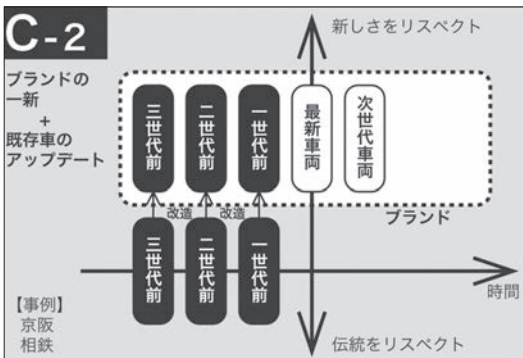 C-2
新しさをリスペクト
ブランドの
一新
+
既存車の
アップデート
三世代前
二世代前
一世代前
最新車両
次世代車両
改造
改造
ブランド
三世代前
二世代前
一世代前
時間
【事例】
京阪
相鉄
伝統をリスペクト